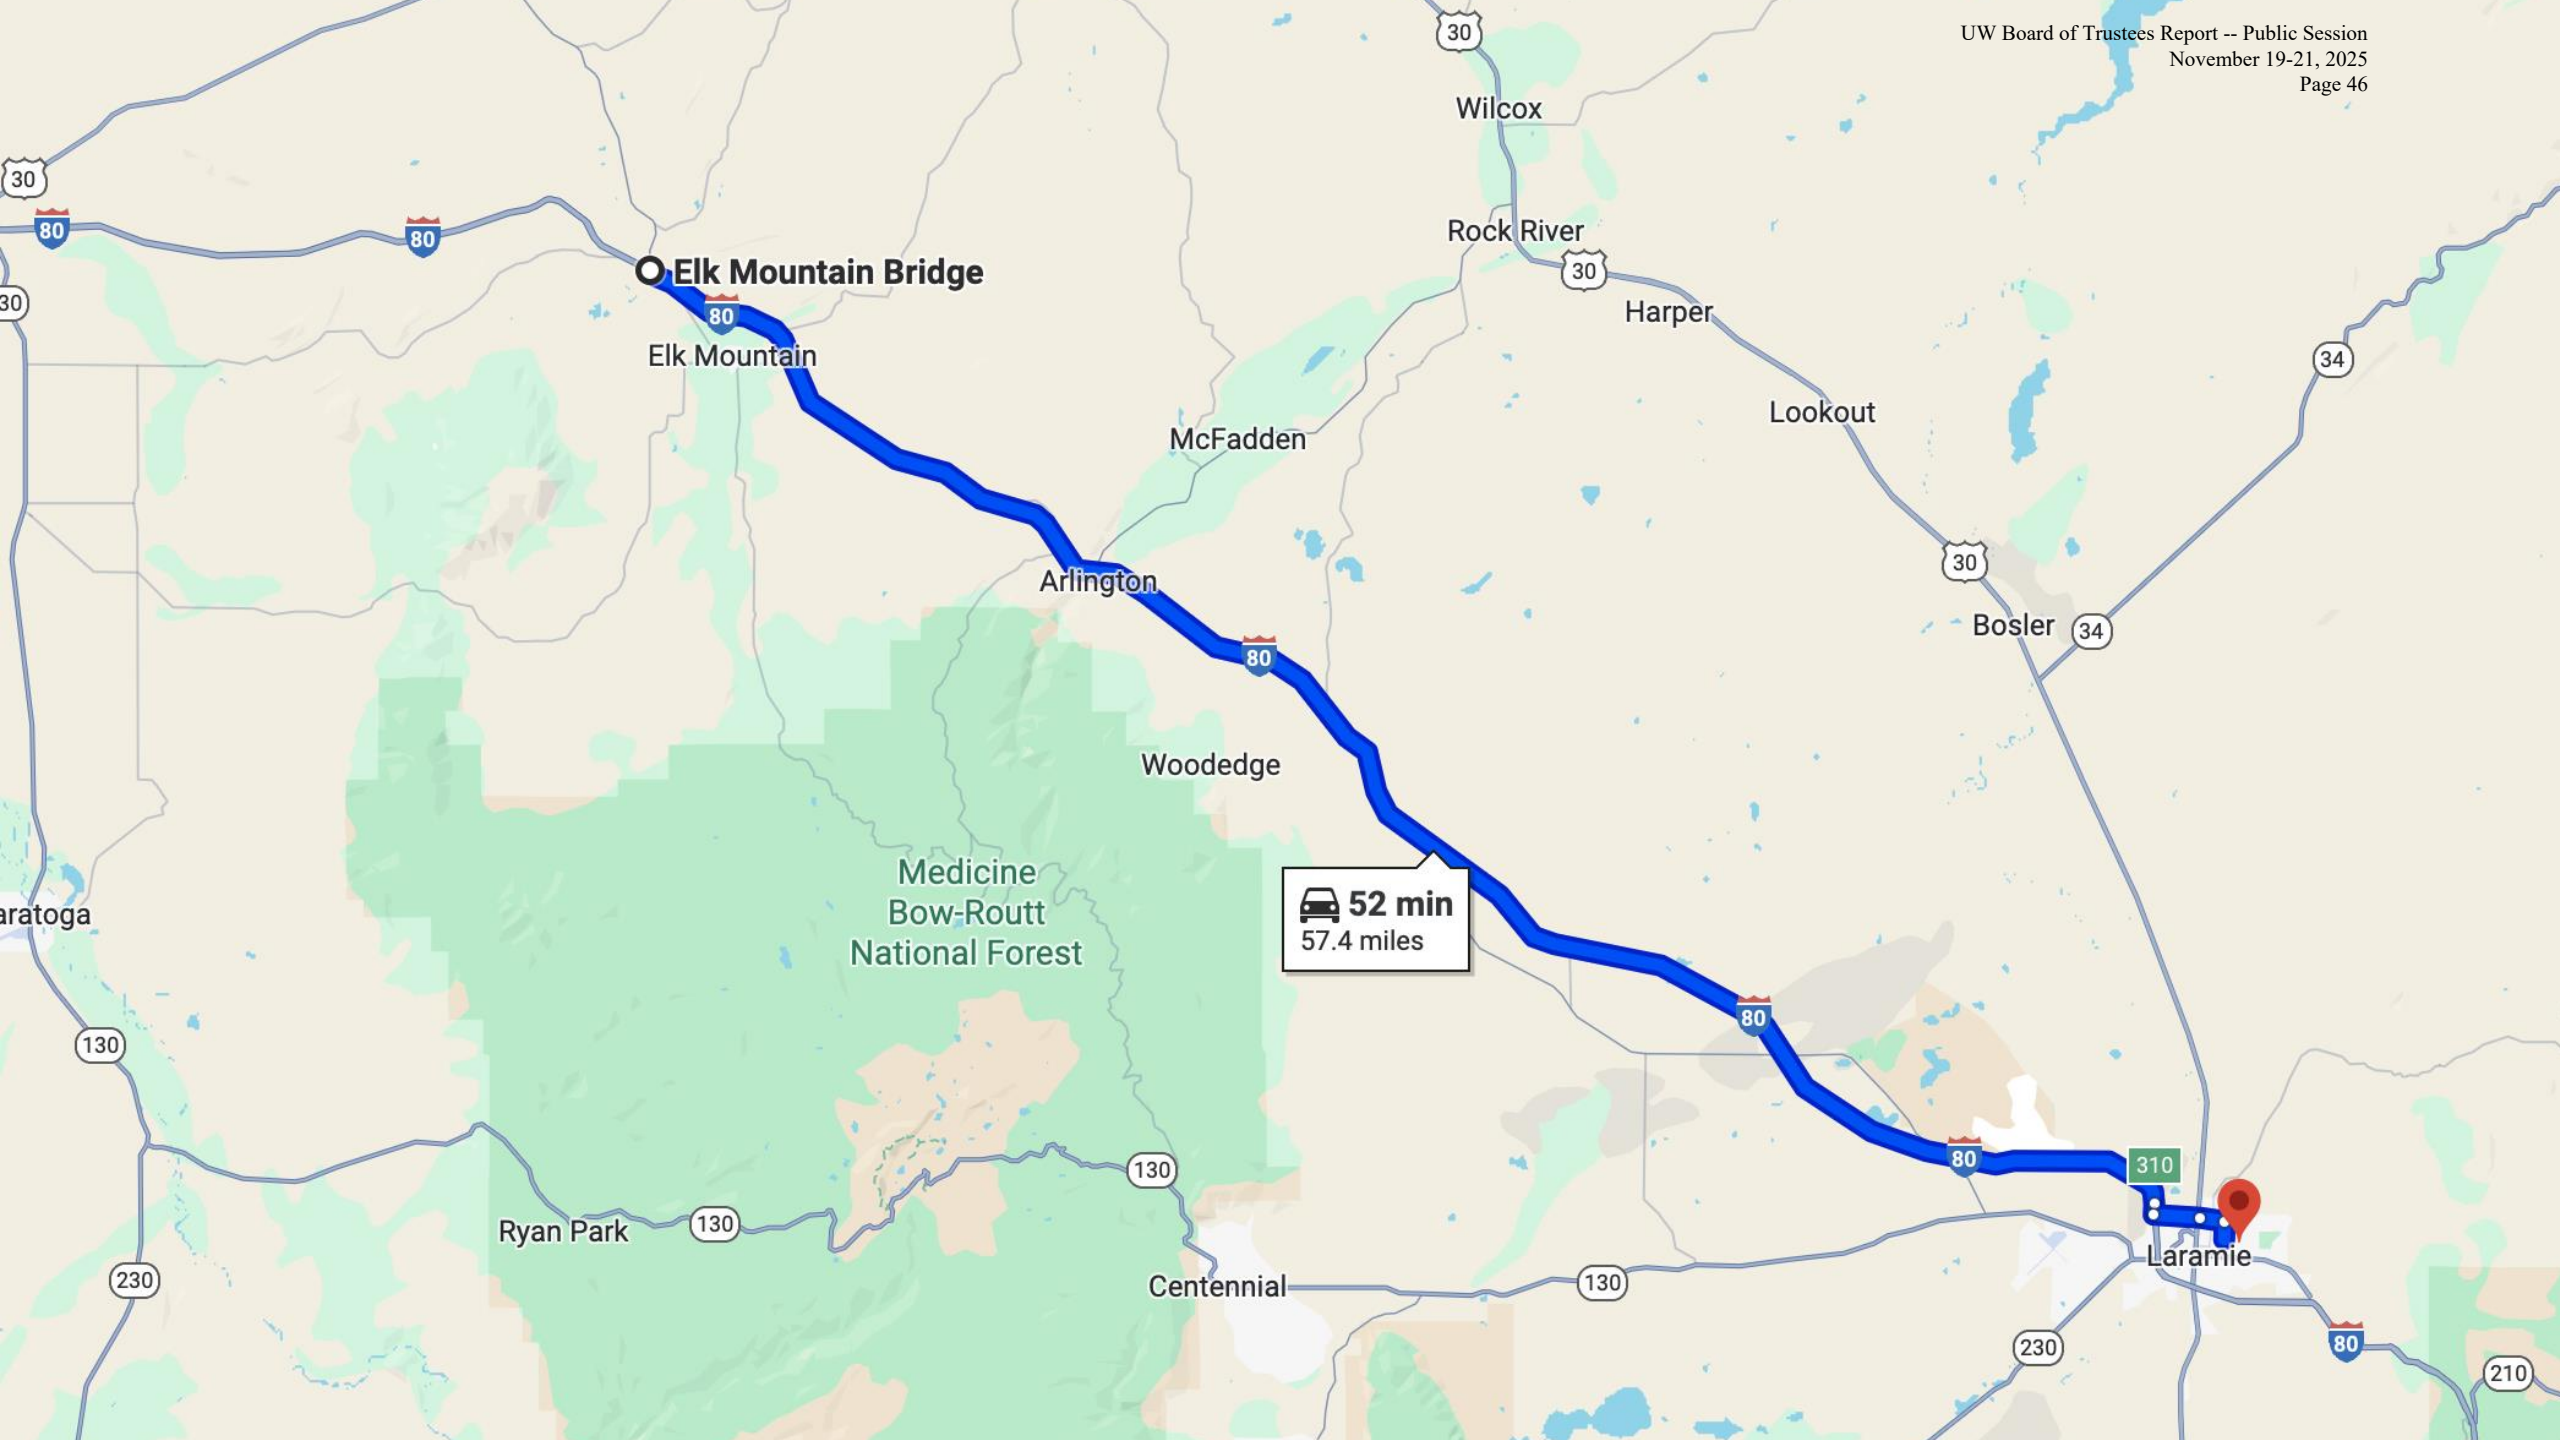 UW Board of Trustees Report -- Public Session
November 19-21, 2025
Page 46
30
Wilcox
30
80
80
Rock River
30
Elk Mountain Bridge
30
80
Harper
Elk Mountain
34
Lookout
McFadden
30
Arlington
Bosler
34
80
Woodedge
Medicine
Bow-Routt
National Forest
52 min
57.4 miles
aratoga
80
130
80
310
130
Ryan Park
130
Laramie
230
Centennial
130
230
80
210